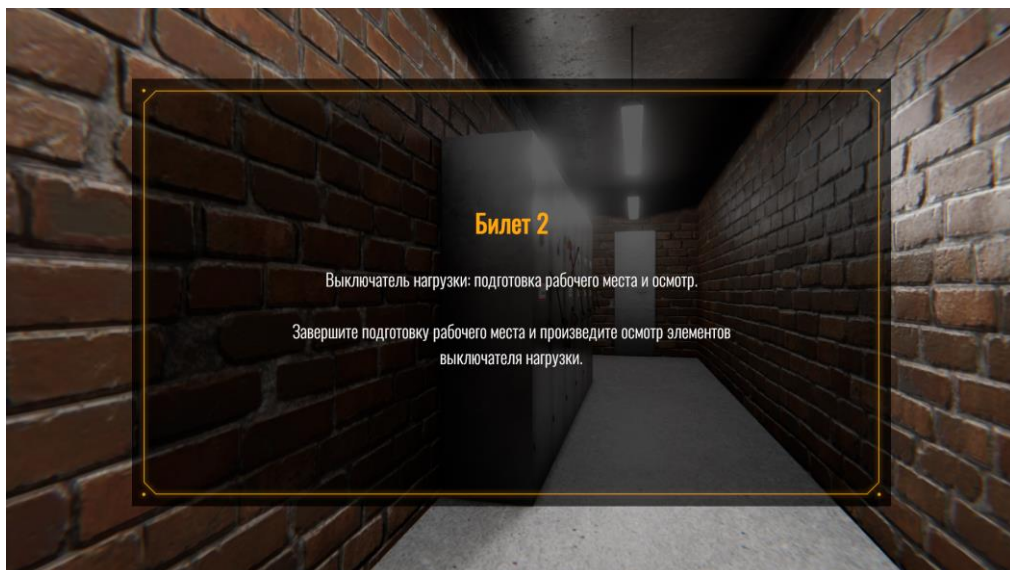 Билет 2
Выключатель нагрузки: подготовка рабочего места и осмотр.
Завершите подготовку рабочего места и произведите осмотр элементов
выключателя нагрузки.